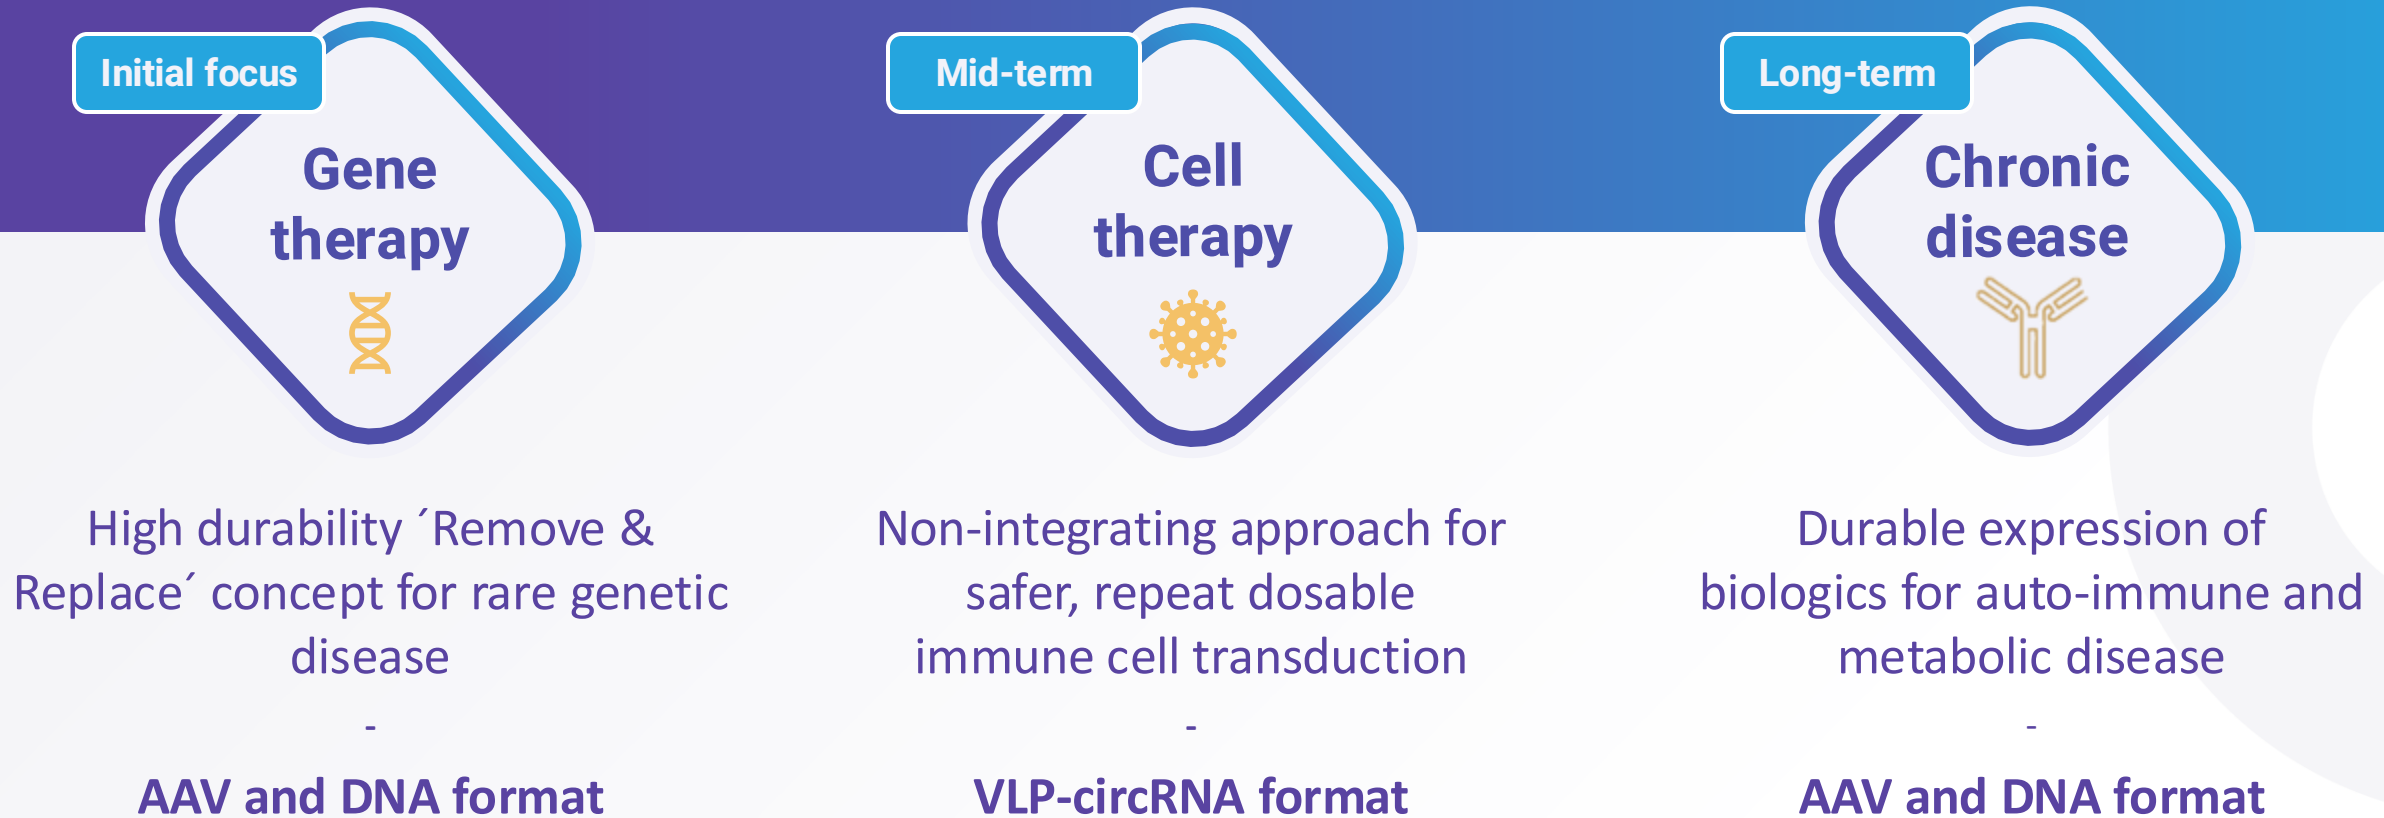 Initial focus
Gene
therapy
High durability ´Remove &
Replace´ concept for rare genetic
disease
-
AAV and DNA format
Mid-term
Cell
therapy
Non-integrating approach for
safer, repeat dosable
immune cell transduction
-
VLP-circRNA format
Long-term
Chronic
disease
Durable expression of
biologics for auto-immune and
metabolic disease
-
AAV and DNA format